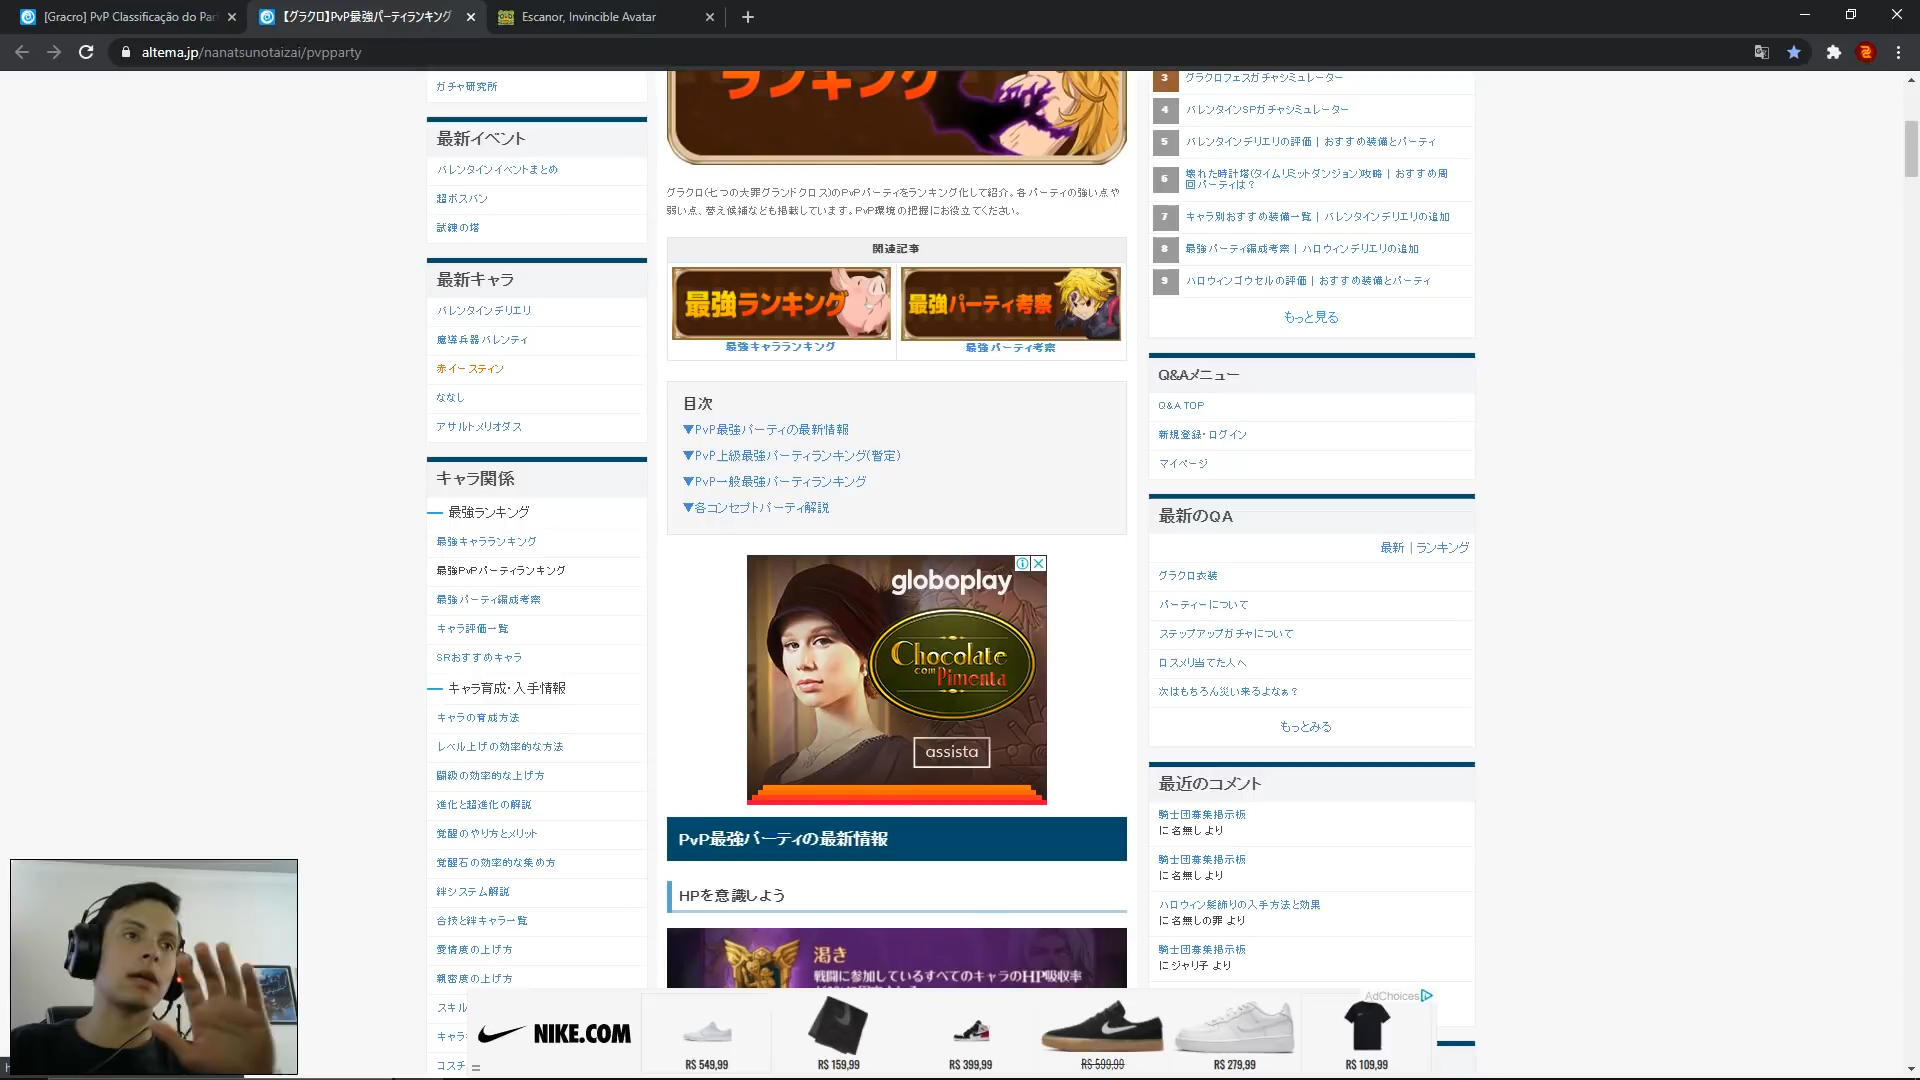 [Gracro] PvP Classificação do Par
【グラクロ】PvP最強パーティランキング
Escanor, Invincible Avatar
altema.jp/nanatsunotaizai/pvpparty
ガチャ研究所
最新イベント
バレンタインイベントまとめ
超ボスバン
試練の塔
最新キャラ
バレンタインデリエリ
魔導兵器バレンティ
赤イースティン
ななし
アサルトメリオダス
キャラ関係
最強ランキング
最強キャラランキング
最強PvPパーティランキング
最強パーティ編成考察
キャラ評価一覧
SRおすすめキャラ
キャラ育成・入手情報
キャラの育成方法
レベル上げの効率的な方法
闘級の効率的な上げ方
進化と超進化の解説
覚醒のやり方とメリット
覚醒石の効率的な集め方
絆システム解説
合技と絆キャラ一覧
愛情度の上げ方
親密度の上げ方
スキル
キャラ
コスチ
ランキング
グラクロ(七つの大罪グランドクロス)のPvPパーティをランキング化して紹介。各パーティの強い点や
弱い点、替え候補なども掲載しています。PvP環境の把握にお役立てください。
関連記事
最強ランキング
最強パーティ考察
最強キャラランキング
最強パーティ考察
目次
▼PvP最強パーティの最新情報
▼PvP上級最強パーティランキング(暫定)
▼PvP一般最強パーティランキング
▼各コンセプトパーティ解説
globoplay
Chocolate
com Pimenta
assista
PvP最強パーティの最新情報
HPを意識しよう
渇き
戦闘に参加しているすべてのキャラのHP吸収率
3 グラクロフェスガチャシミュレーター
4 バレンタインSPガチャシミュレーター
5 バレンタインデリエリの評価｜おすすめ装備とパーティ
6 壊れた時計塔(タイムリミットダンジョン)攻略｜おすすめ周
回パーティは？
7 キャラ別おすすめ装備一覧｜バレンタインデリエリの追加
8 最強パーティ編成考察｜ハロウィンデリエリの追加
9 ハロウィンゴウセルの評価｜おすすめ装備とパーティ
もっと見る
Q&Aメニュー
Q&A TOP
新規登録・ログイン
マイページ
最新のQA
最新｜ランキング
グラクロ衣装
パーティーについて
ステップアップガチャについて
ロスメリ当てた人へ
次はもちろん災い来るよなぁ？
もっとみる
最近のコメント
騎士団募集掲示板
に 名無し より
騎士団募集掲示板
に 名無し より
ハロウィン髪飾りの入手方法と効果
に 名無しの罪 より
騎士団募集掲示板
に ジャリ子 より
AdChoices
NIKE.COM
R$ 549,99
R$ 159,99
R$ 399,99
R$ 599,99
R$ 279,99
R$ 109,99